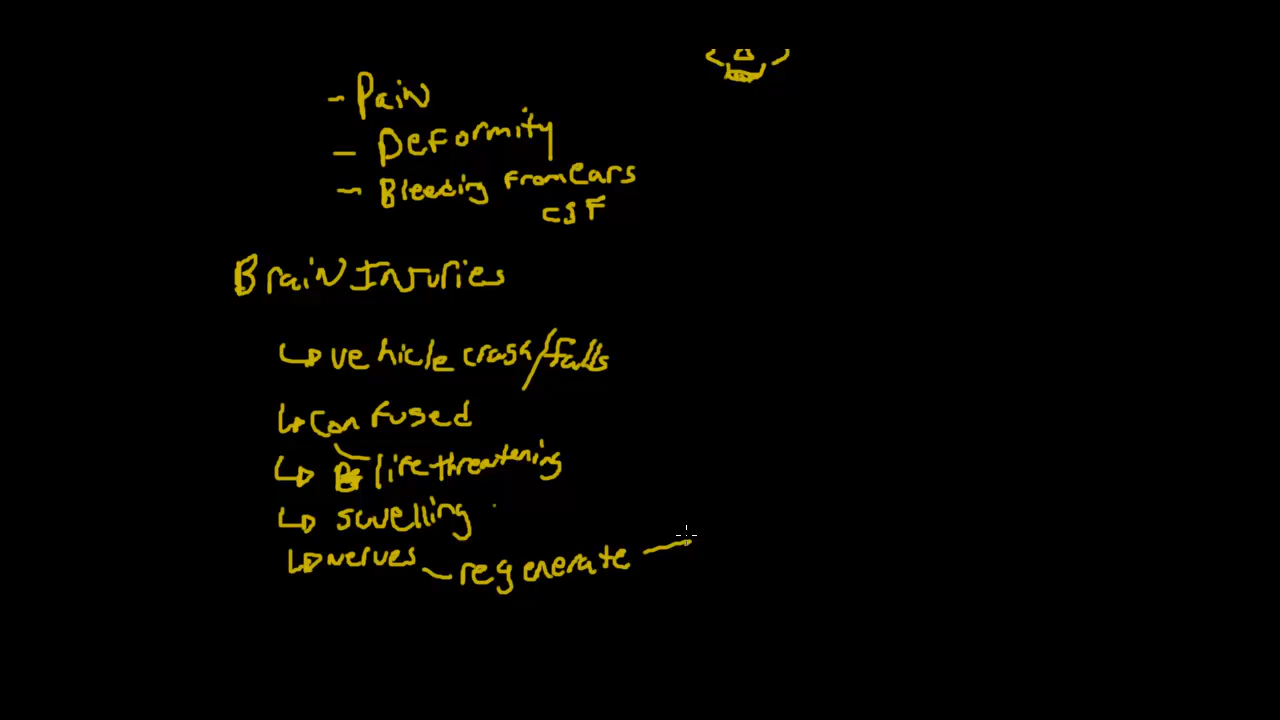 - Pain
- Deformity
- Bleeding from Ears
CSF
Brain Injuries
↳ vehicle crash/falls
↳ Confused
↳ life threatening
↳ swelling
↳ nerves - regenerate -